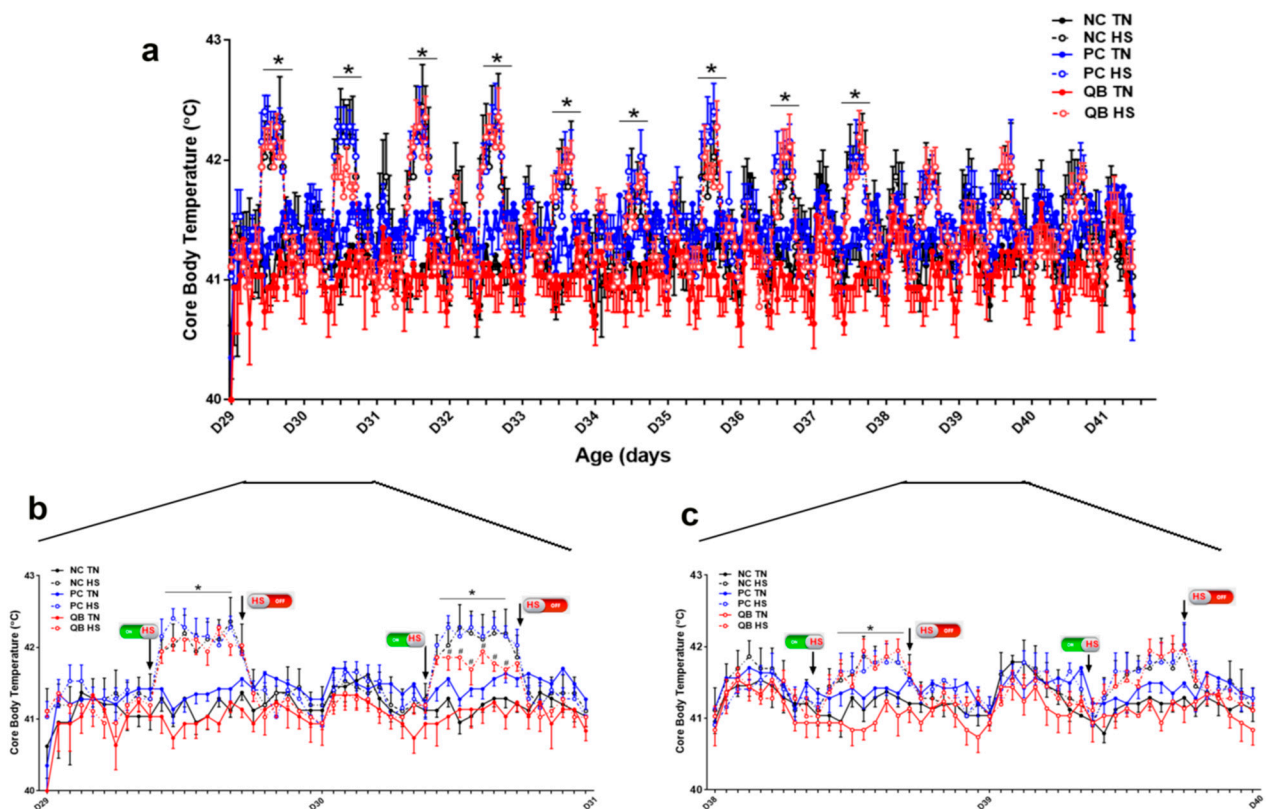 a
NC TN
NC HS
PC TN
PC HS
QB TN
QB HS
43
42
41
40
Core Body Temperature (°C)
* * * * * * * * *
D29 D30 D31 D32 D33 D34 D35 D36 D37 D38 D39 D40 D41
Age (days
b
NC TN
NC HS
PC TN
PC HS
QB TN
QB HS
43
42
41
40
Core Body Temperature (°C)
*
ON HS
HS OFF
*
ON HS
HS OFF
# # # # # #
D29 D30 D31
c
NC TN
NC HS
PC TN
PC HS
QB TN
QB HS
43
42
41
40
Core Body Temperature (°C)
ON HS
*
HS OFF
ON HS
HS OFF
D38 D39 D40